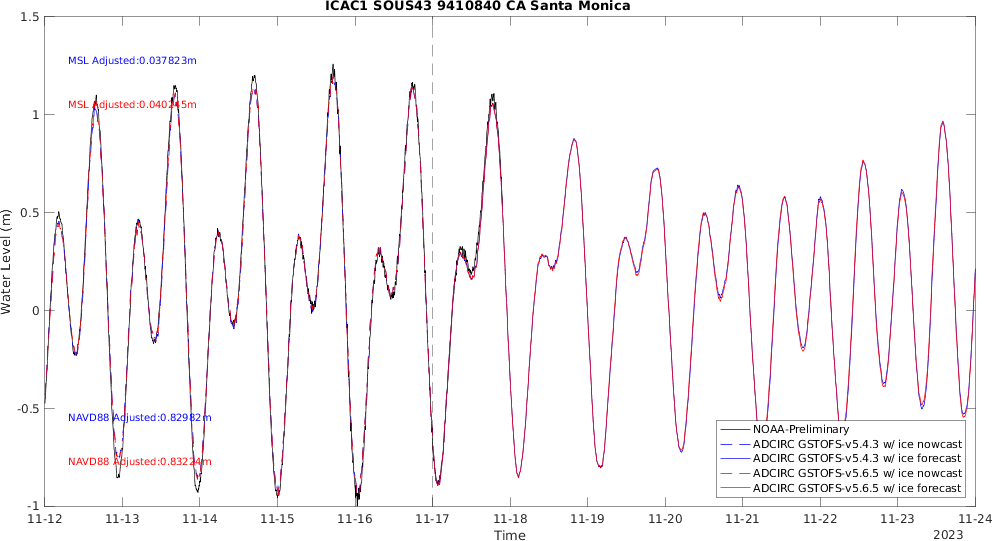 ICAC1 SOUS43 9410840 CA Santa Monica
1.5
MSL Adjusted:0.037823m
MSL Adjusted:0.040245m
1
0.5
Water Level (m)
0
-0.5
NAVD88 Adjusted:0.82982m
NAVD88 Adjusted:0.83224m
NOAA-Preliminary
ADCIRC GSTOFS-v5.4.3 w/ ice nowcast
ADCIRC GSTOFS-v5.4.3 w/ ice forecast
ADCIRC GSTOFS-v5.6.5 w/ ice nowcast
ADCIRC GSTOFS-v5.6.5 w/ ice forecast
-1
11-12 11-13 11-14 11-15 11-16 11-17 11-18 11-19 11-20 11-21 11-22 11-23 11-24
Time
2023